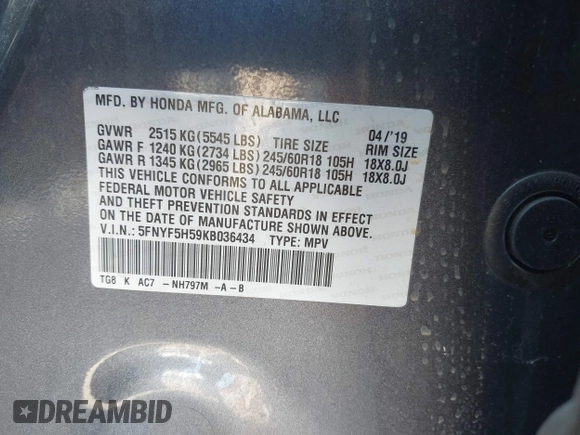 MFD. BY HONDA MFG. OF ALABAMA, LLC
GVWR 2515 KG(5545 LBS) TIRE SIZE 04/'19 RIM SIZE
GAWR F 1240 KG(2734 LBS)245/60R18 105H 18X8.0J
GAWR R 1345 KG(2965 LBS)245/60R18 105H 18X8.0J
THIS VEHICLE CONFORMS TO ALL APPLICABLE
FEDERAL MOTOR VEHICLE SAFETY
AND THEFT PREVENTION STANDARDS IN EFFECT
ON THE DATE OF MANUFACTURE SHOWN ABOVE.
V.I.N.: 5FNYF5H59KB036434 TYPE: MPV
TG8 K AC7 -NH797M -A-B
DREAMBID